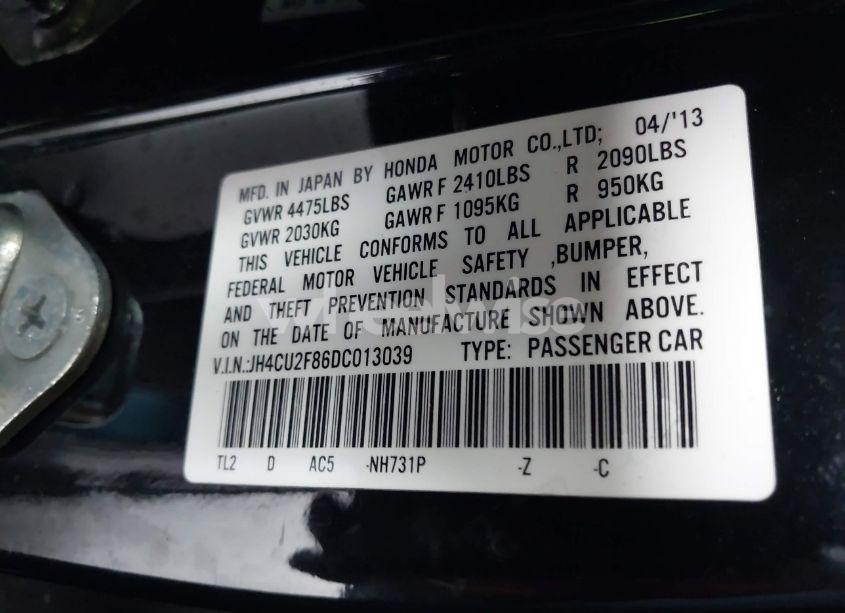 MFD. IN JAPAN BY HONDA MOTOR CO.,LTD; 04/'13
GVWR 4475LBS GAWR F 2410LBS R 2090LBS
GVWR 2030KG GAWR F 1095KG R 950KG
THIS VEHICLE CONFORMS TO ALL APPLICABLE
FEDERAL MOTOR VEHICLE SAFETY ,BUMPER,
AND THEFT PREVENTION STANDARDS IN EFFECT
ON THE DATE OF MANUFACTURE SHOWN ABOVE.
V.I.N.:JH4CU2F86DC013039 TYPE: PASSENGER CAR
TL2 D AC5 -NH731P -Z -C